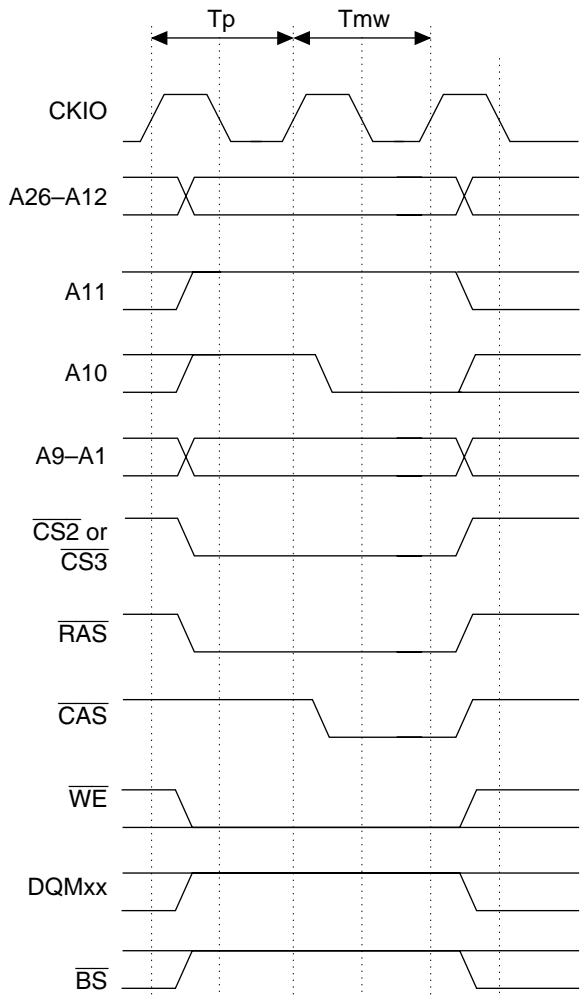 Tp Tmw
CKIO
A26–A12
A11
A10
A9–A1
CS2 or
CS3
RAS
CAS
WE
DQMxx
BS